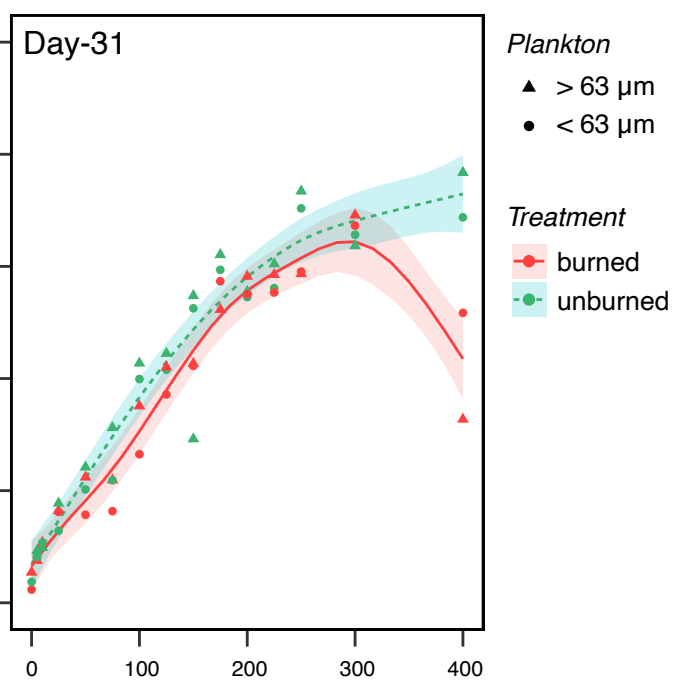 Day-31
Plankton
> 63 µm
< 63 µm
Treatment
burned
unburned
0 100 200 300 400